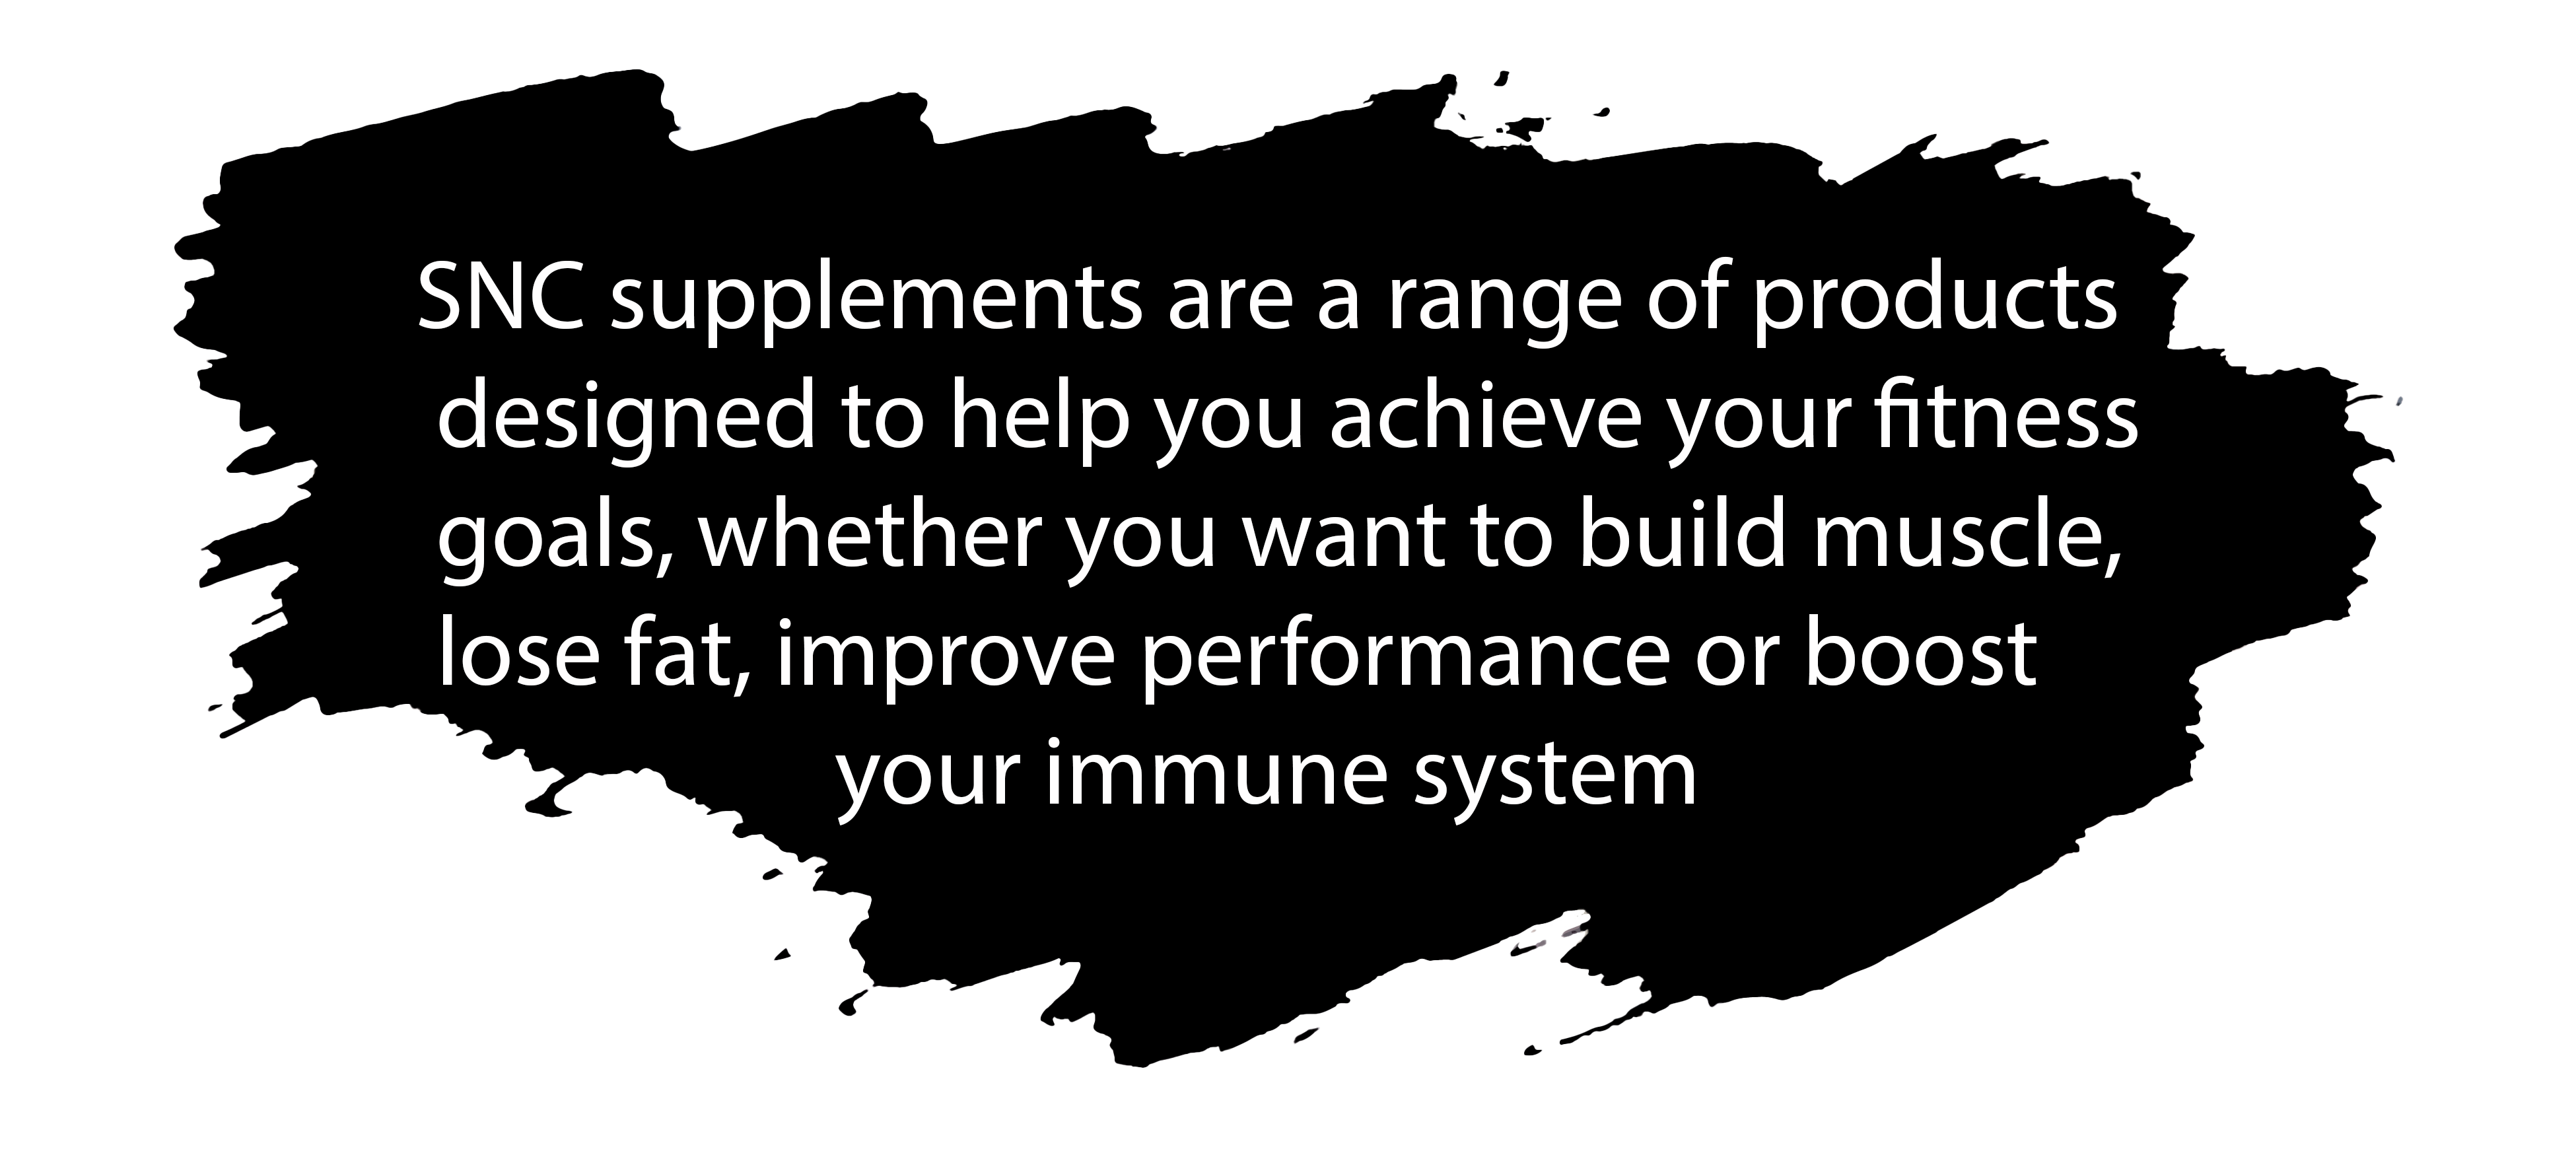 SNC supplements are a range of products
designed to help you achieve your fitness
goals, whether you want to build muscle,
lose fat, improve performance or boost
your immune system